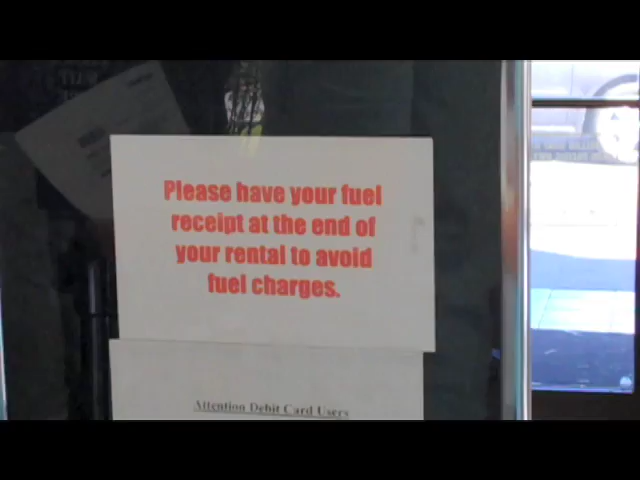 Please have your fuel
receipt at the end of
your rental to avoid
fuel charges.
Attention Debit Card Users